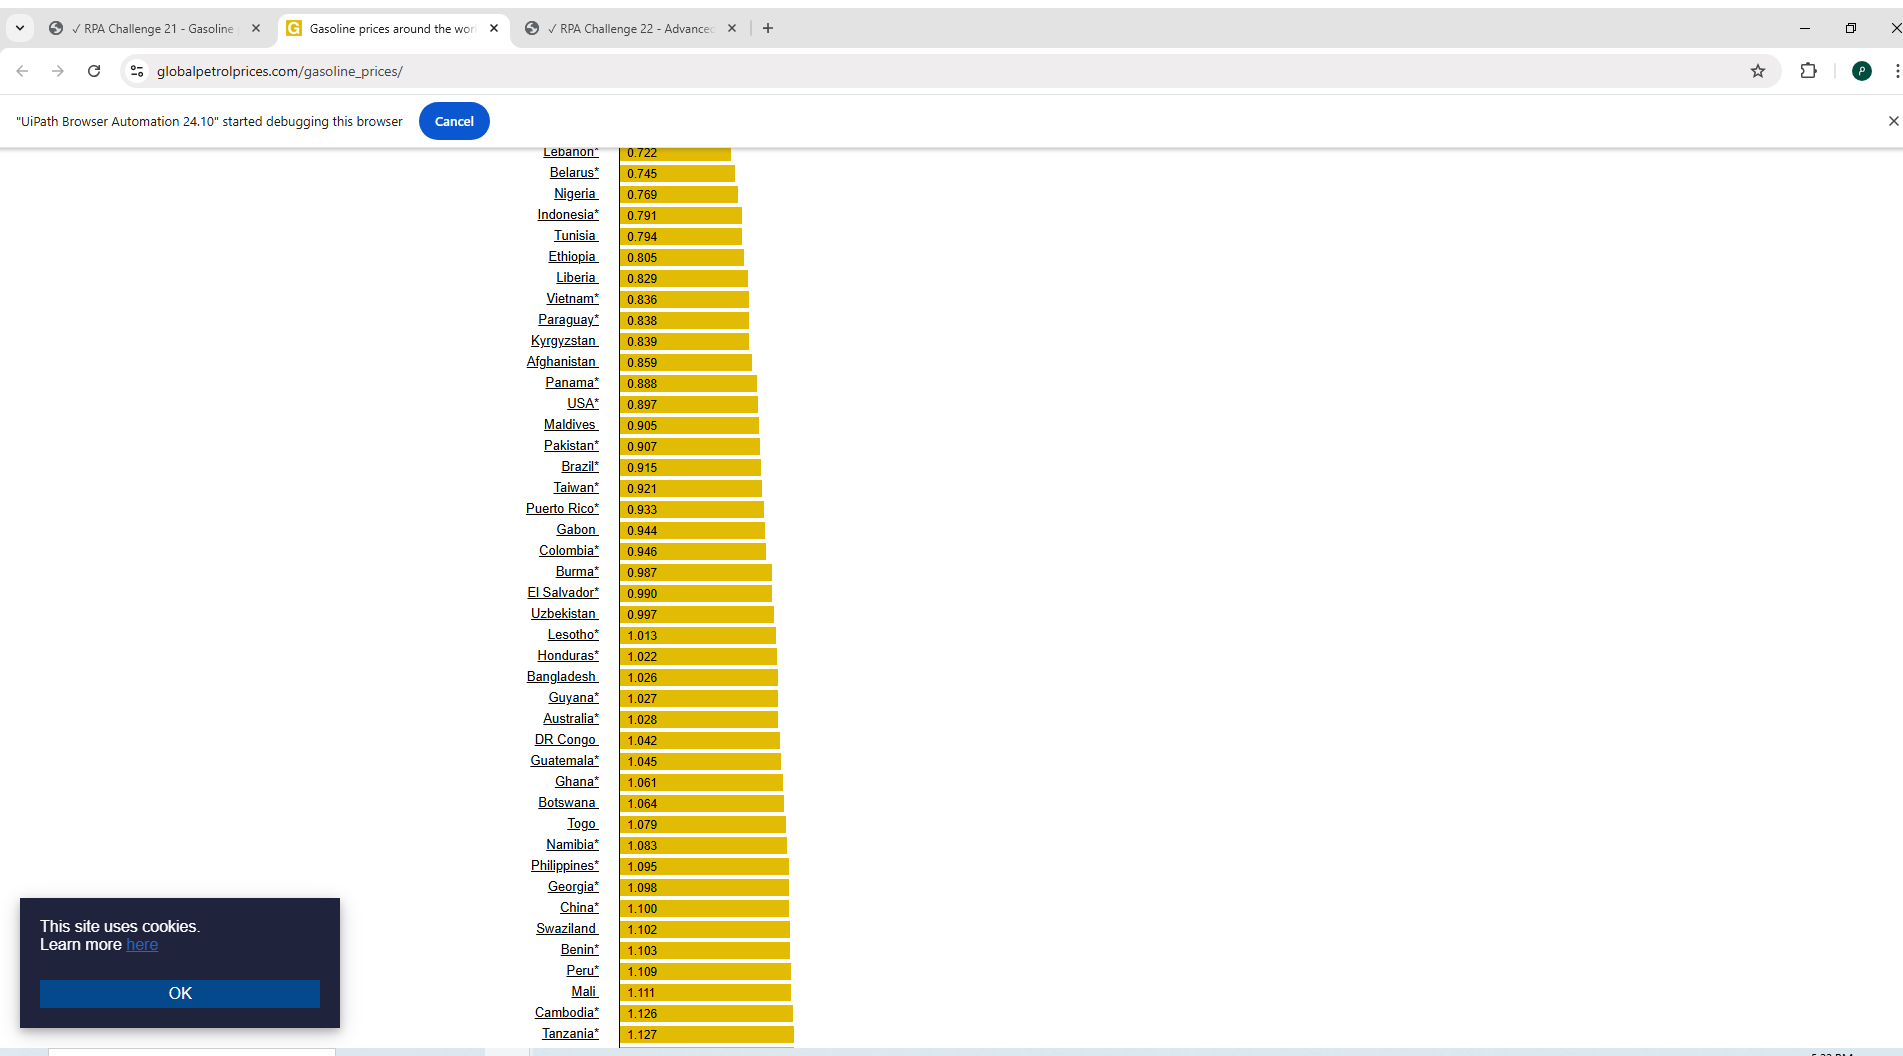 ✓ RPA Challenge 21 - Gasoline
Gasoline prices around the wor
✓ RPA Challenge 22 - Advanced
globalpetrolprices.com/gasoline_prices/
"UiPath Browser Automation 24.10" started debugging this browser Cancel
Lebanon* 0.722
Belarus* 0.745
Nigeria 0.769
Indonesia* 0.791
Tunisia 0.794
Ethiopia 0.805
Liberia 0.829
Vietnam* 0.836
Paraguay* 0.838
Kyrgyzstan 0.839
Afghanistan 0.859
Panama* 0.888
USA* 0.897
Maldives 0.905
Pakistan* 0.907
Brazil* 0.915
Taiwan* 0.921
Puerto Rico* 0.933
Gabon 0.944
Colombia* 0.946
Burma* 0.987
El Salvador* 0.990
Uzbekistan 0.997
Lesotho* 1.013
Honduras* 1.022
Bangladesh 1.026
Guyana* 1.027
Australia* 1.028
DR Congo 1.042
Guatemala* 1.045
Ghana* 1.061
Botswana 1.064
Togo 1.079
Namibia* 1.083
Philippines* 1.095
Georgia* 1.098
China* 1.100
Swaziland 1.102
Benin* 1.103
Peru* 1.109
Mali 1.111
Cambodia* 1.126
Tanzania* 1.127
This site uses cookies.
Learn more here
OK